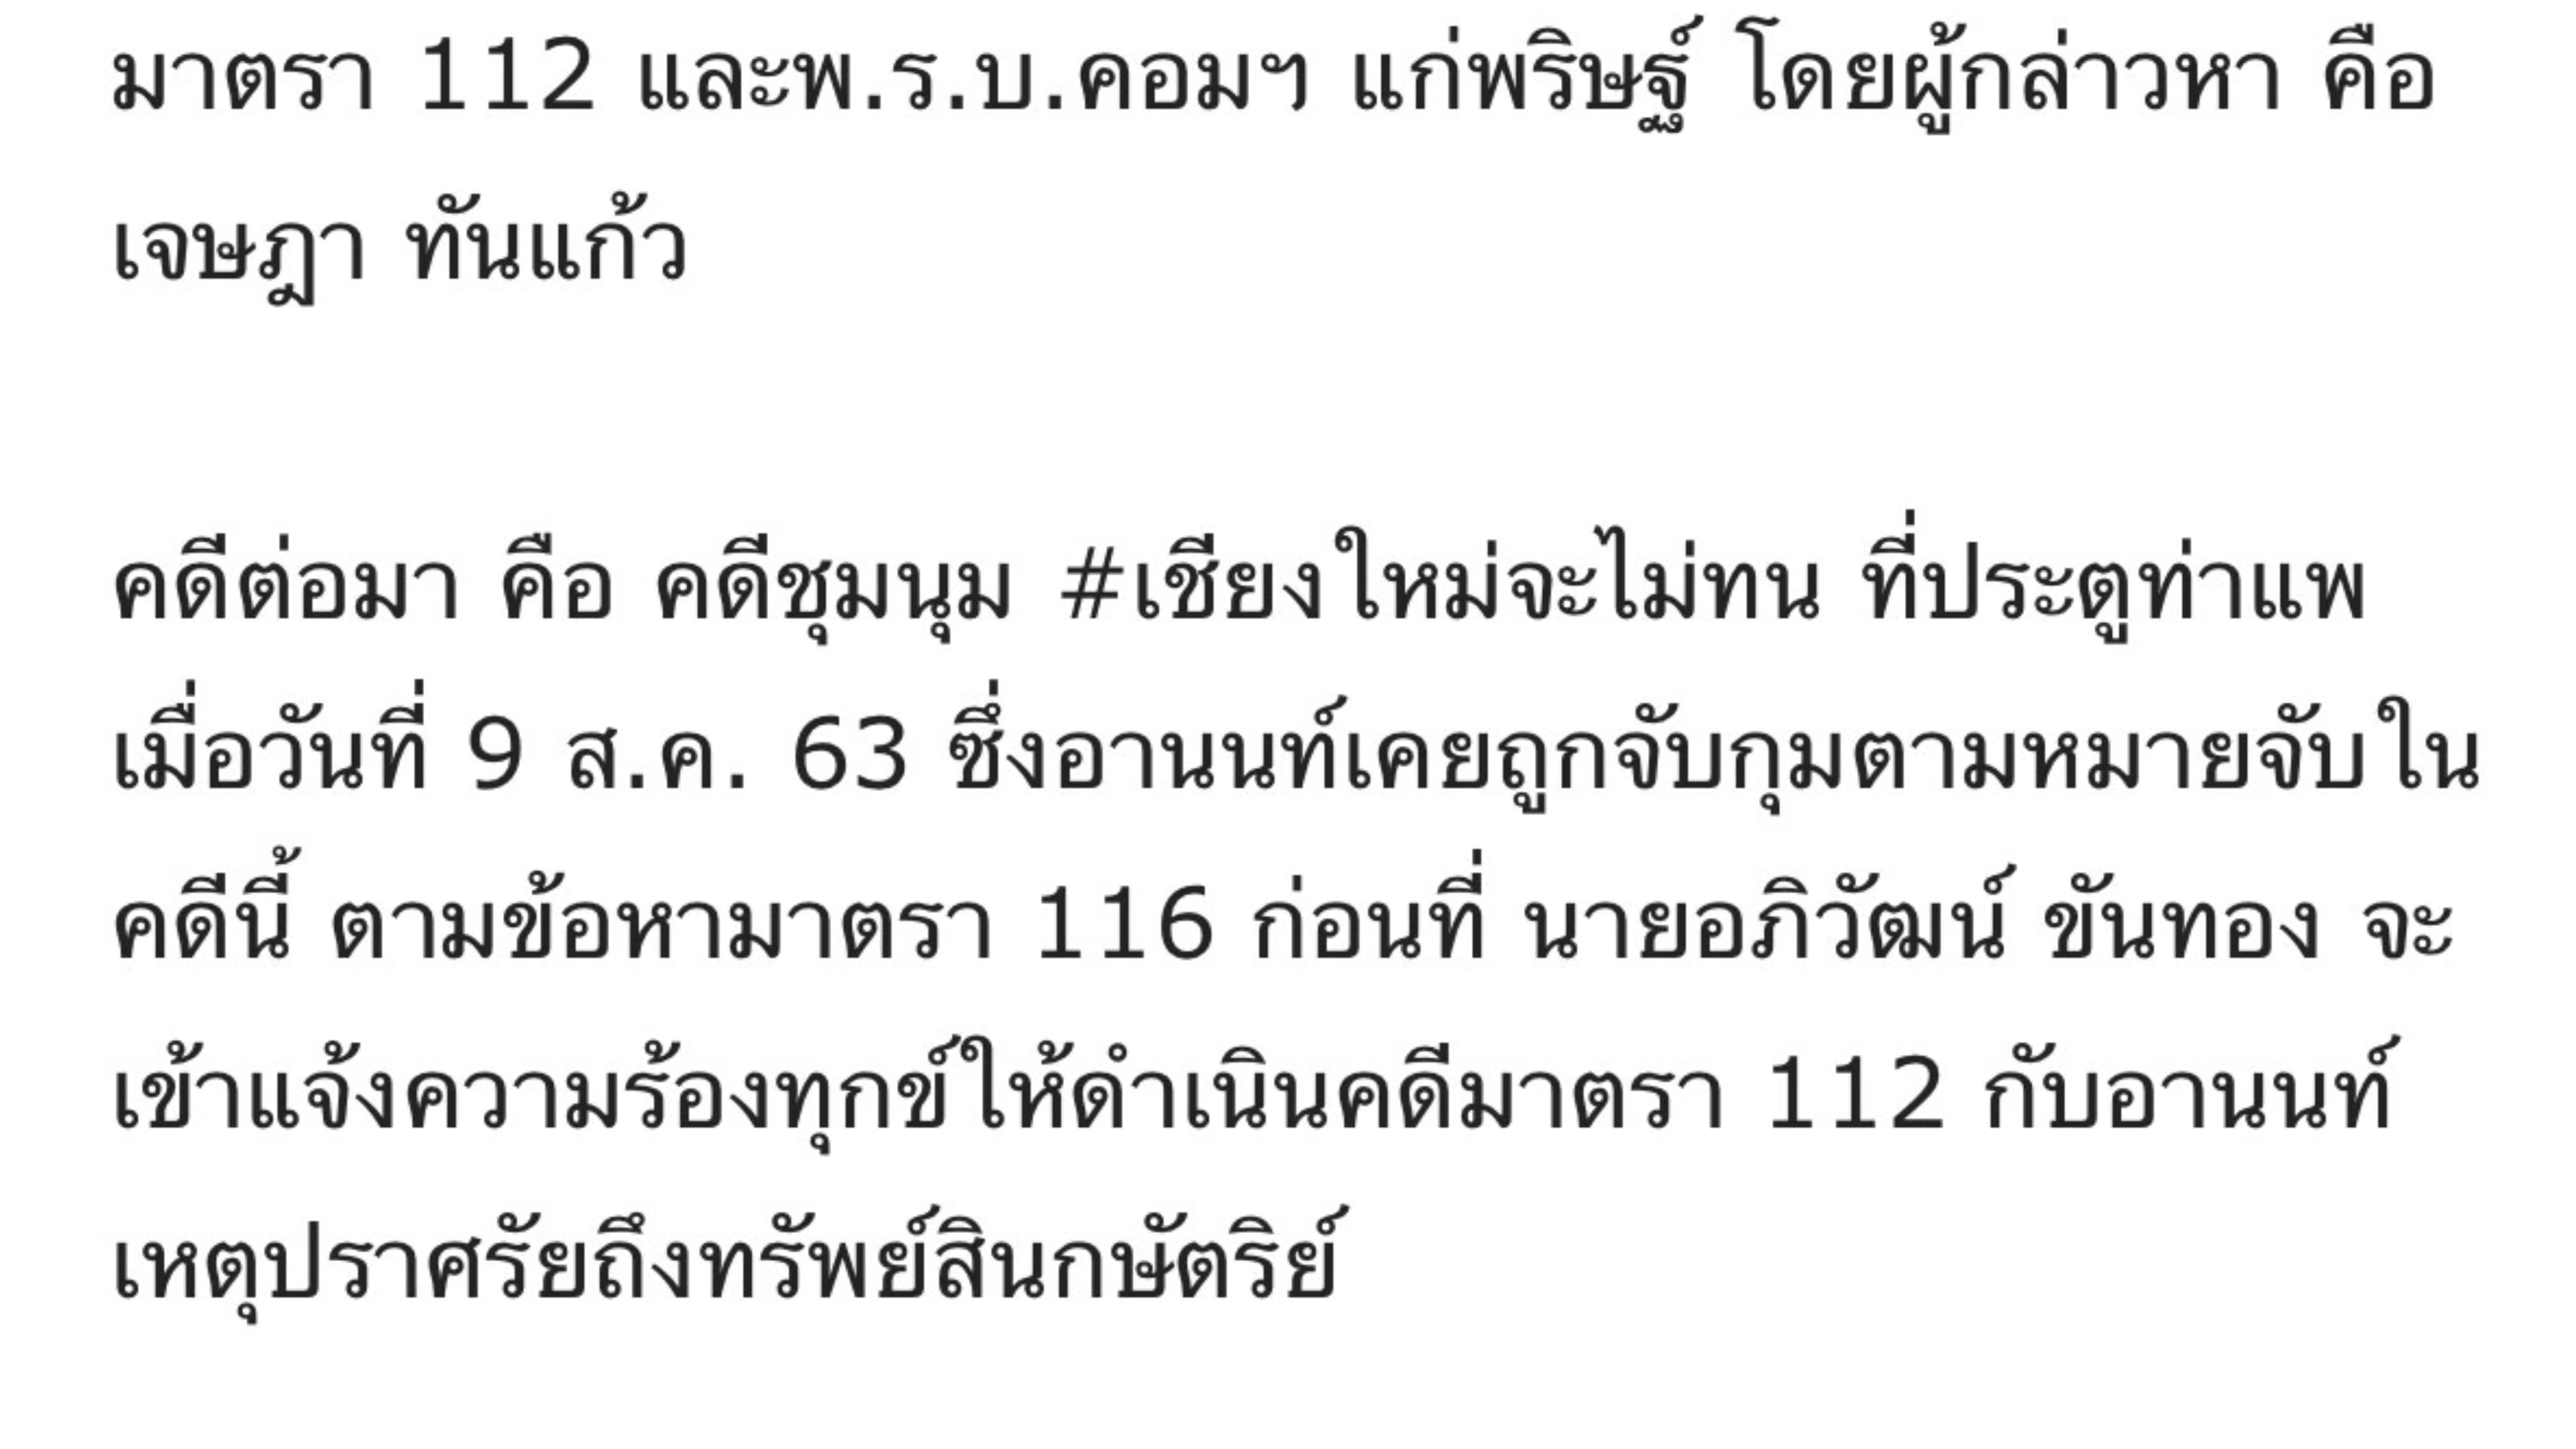 มาตรา 112 และพ.ร.บ.คอมฯ แก่พริษฐ์ โดยผู้กล่าวหา คือ
เจษฎา ทันแก้ว
คดีต่อมา คือ คดีชุมนุม #เชียงใหม่จะไม่ทน ที่ประตูท่าแพ
เมื่อวันที่ 9 ส.ค. 63 ซึ่งอานนท์เคยถูกจับกุมตามหมายจับใน
คดีนี้ ตามข้อหามาตรา 116 ก่อนที่ นายอภิวัฒน์ ขันทอง จะ
เข้าแจ้งความร้องทุกข์ให้ดำเนินคดีมาตรา 112 กับอานนท์
เหตุปราศรัยถึงทรัพย์สินกษัตริย์